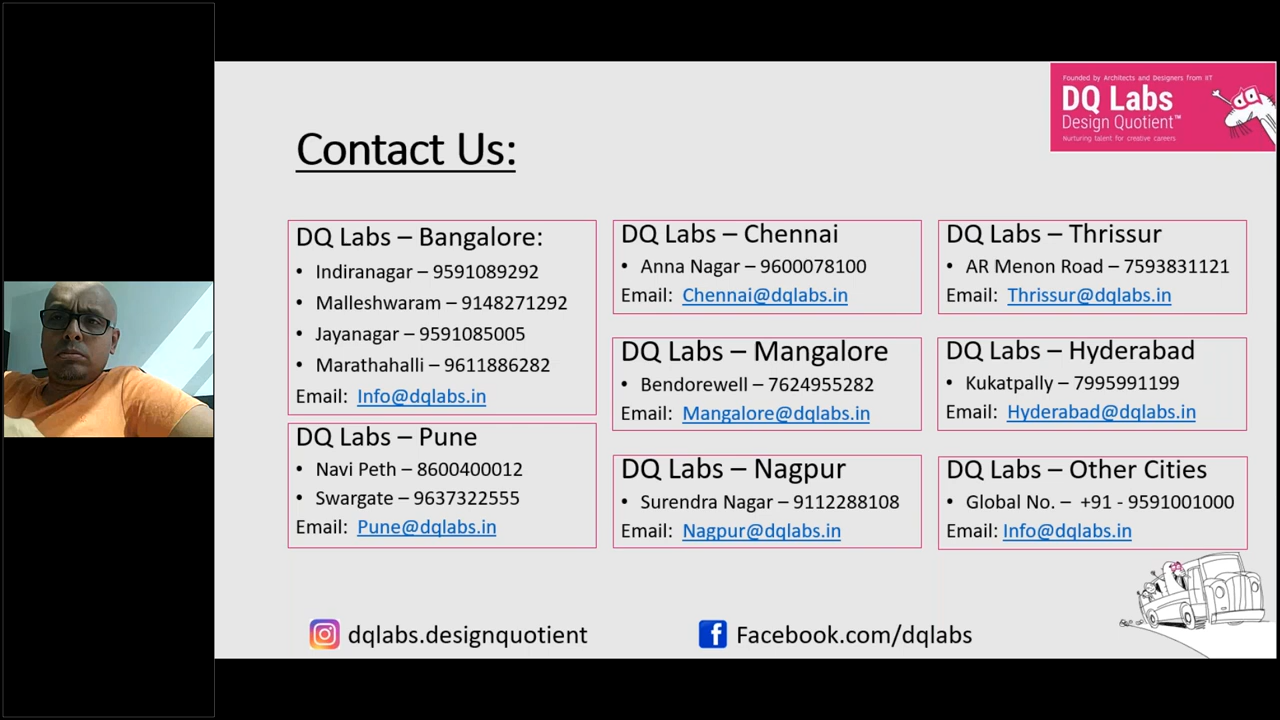 Founded by Architects and Designers from IIT
DQ Labs
Design Quotient™
Nurturing talent for creative careers
Contact Us:
DQ Labs – Bangalore:
• Indiranagar – 9591089292
• Malleshwaram – 9148271292
• Jayanagar – 9591085005
• Marathahalli – 9611886282
Email: Info@dqlabs.in
DQ Labs – Pune
• Navi Peth – 8600400012
• Swargate – 9637322555
Email: Pune@dqlabs.in
DQ Labs – Chennai
• Anna Nagar – 9600078100
Email: Chennai@dqlabs.in
DQ Labs – Mangalore
• Bendorewell – 7624955282
Email: Mangalore@dqlabs.in
DQ Labs – Nagpur
• Surendra Nagar – 9112288108
Email: Nagpur@dqlabs.in
DQ Labs – Thrissur
• AR Menon Road – 7593831121
Email: Thrissur@dqlabs.in
DQ Labs – Hyderabad
• Kukatpally – 7995991199
Email: Hyderabad@dqlabs.in
DQ Labs – Other Cities
• Global No. – +91 - 9591001000
Email: Info@dqlabs.in
dqlabs.designquotient
Facebook.com/dqlabs